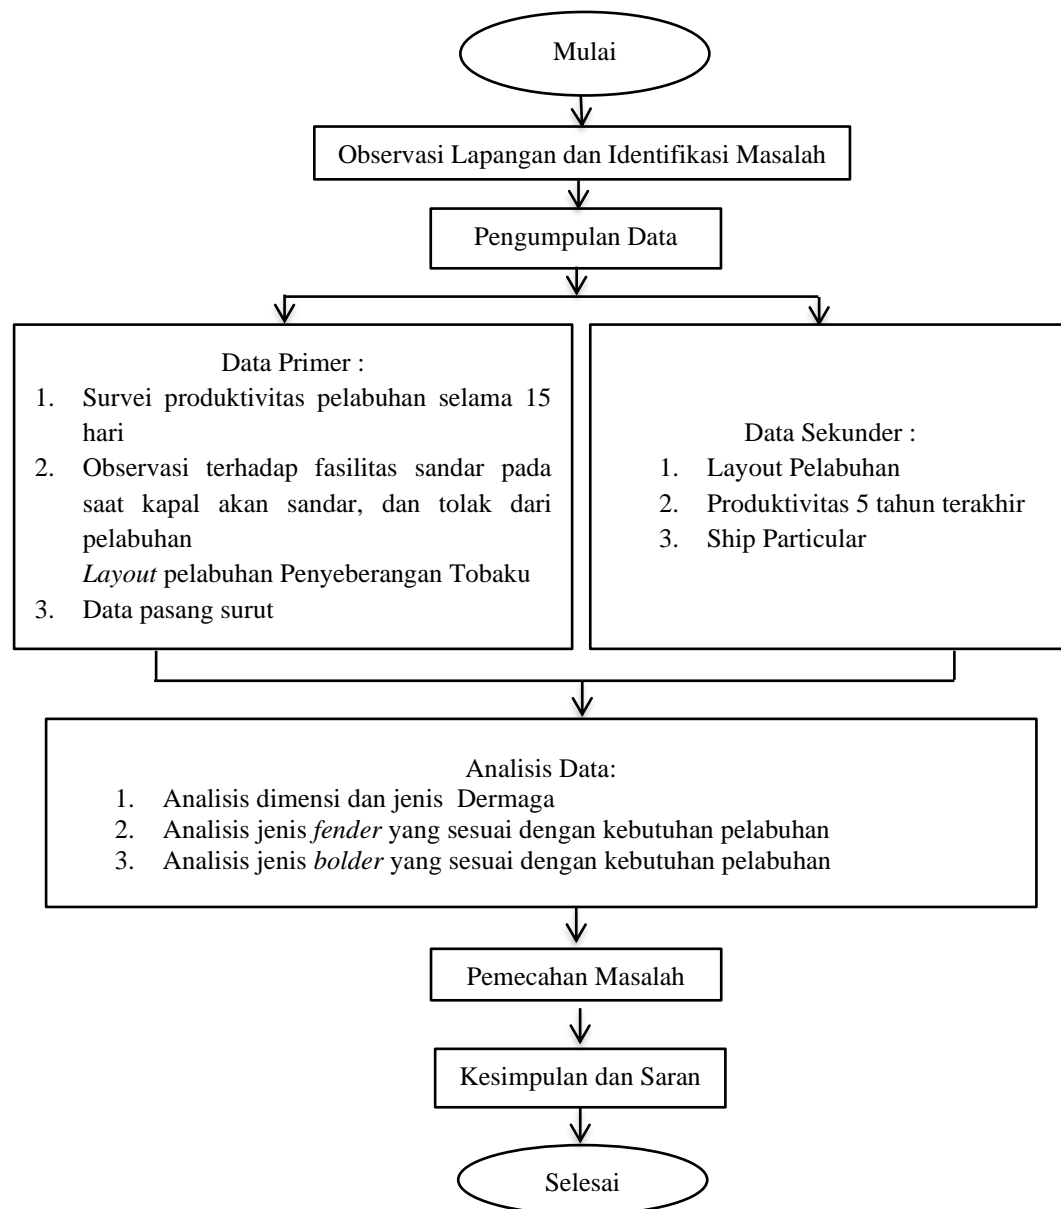 Mulai
Observasi Lapangan dan Identifikasi Masalah
Pengumpulan Data
Data Primer :
1. Survei produktivitas pelabuhan selama 15
hari
2. Observasi terhadap fasilitas sandar pada
saat kapal akan sandar, dan tolak dari
pelabuhan
Layout pelabuhan Penyeberangan Tobaku
3. Data pasang surut
Data Sekunder :
1. Layout Pelabuhan
2. Produktivitas 5 tahun terakhir
3. Ship Particular
Analisis Data:
1. Analisis dimensi dan jenis Dermaga
2. Analisis jenis fender yang sesuai dengan kebutuhan pelabuhan
3. Analisis jenis bolder yang sesuai dengan kebutuhan pelabuhan
Pemecahan Masalah
Kesimpulan dan Saran
Selesai